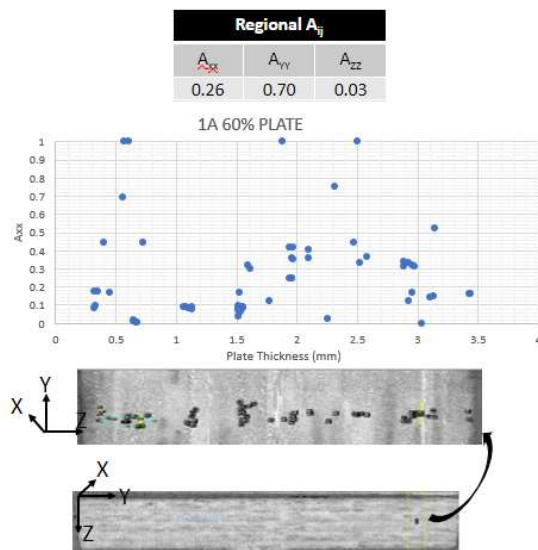 Regional Aij
Axx AYY AZZ
0.26 0.70 0.03
1A 60% PLATE
1
0.9
0.8
0.7
0.6
0.5
0.4
0.3
0.2
0.1
0
Axx
0 0.5 1 1.5 2 2.5 3 3.5 4
Plate Thickness (mm)
Y
X
Z
X
Y
Z